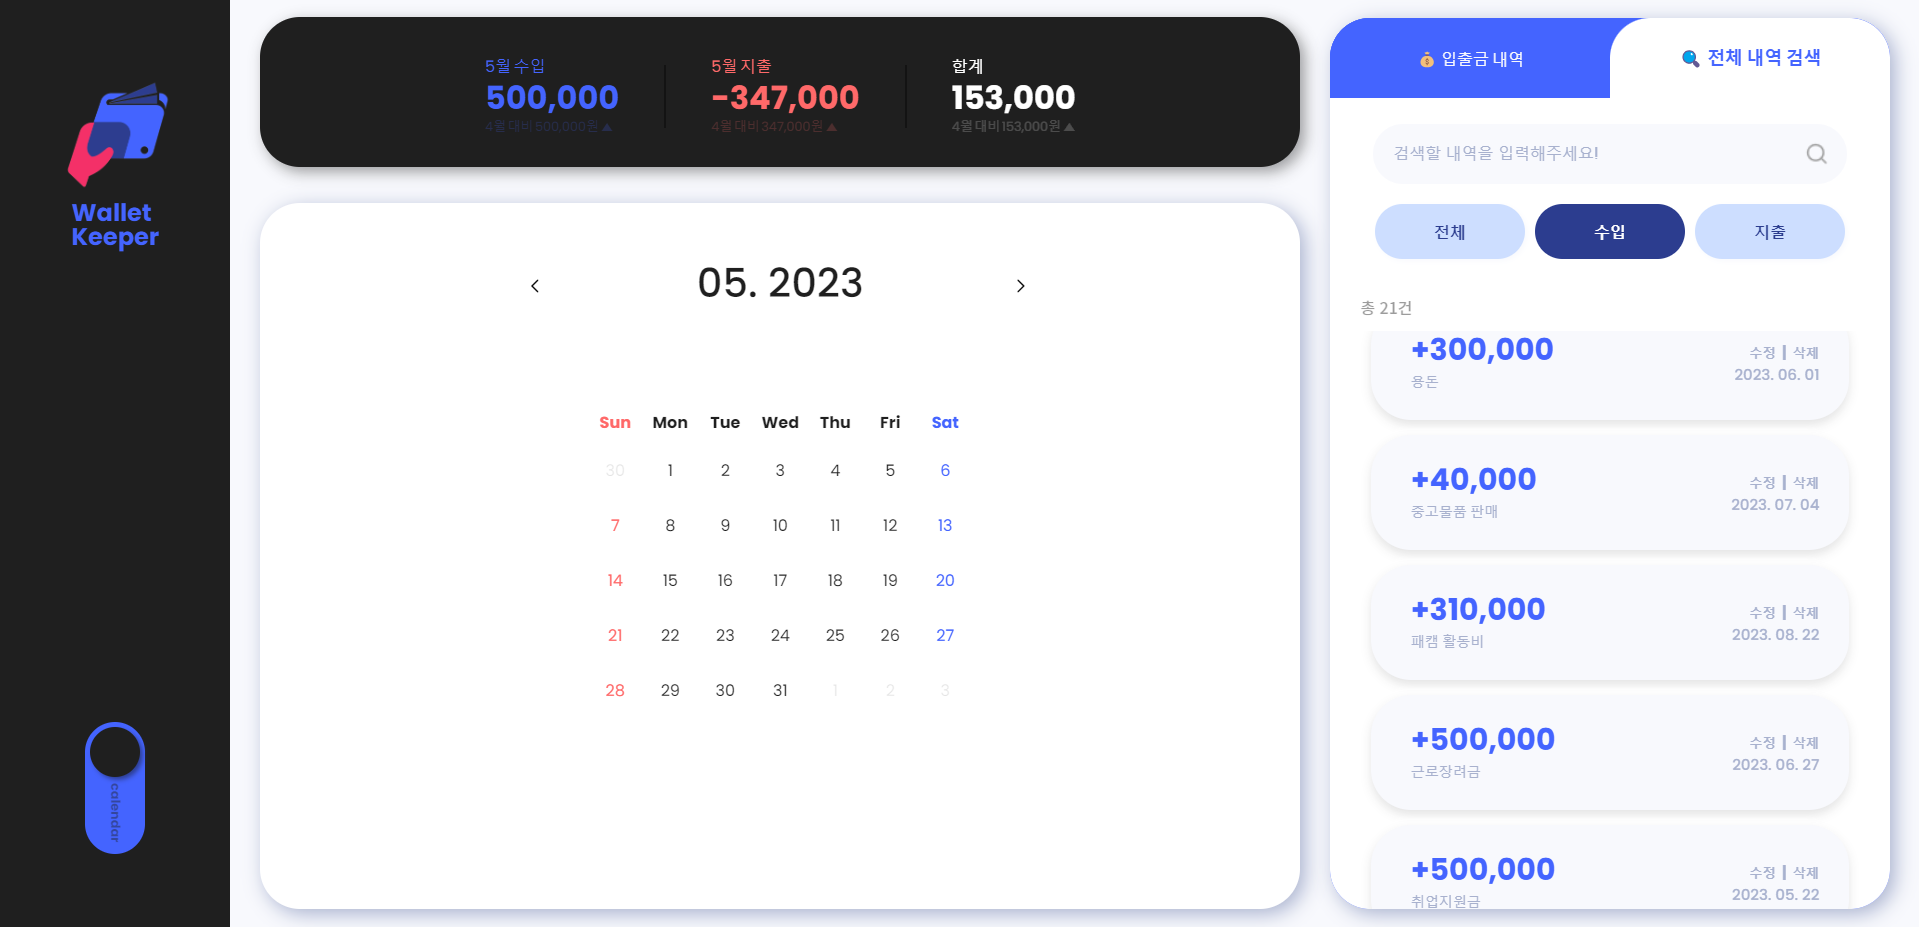 Wallet
Keeper
calendar
5월 수입
500,000
4월 대비 500,000원 ▲
5월 지출
-347,000
4월 대비 347,000원 ▲
합계
153,000
4월 대비 153,000원 ▲
05. 2023
Sun Mon Tue Wed Thu Fri Sat
30 1 2 3 4 5 6
7 8 9 10 11 12 13
14 15 16 17 18 19 20
21 22 23 24 25 26 27
28 29 30 31 1 2 3
입출금 내역
전체 내역 검색
검색할 내역을 입력해주세요!
전체 수입 지출
총 21건
+300,000
용돈
수정 | 삭제
2023. 06. 01
+40,000
중고물품 판매
수정 | 삭제
2023. 07. 04
+310,000
패캠 활동비
수정 | 삭제
2023. 08. 22
+500,000
근로장려금
수정 | 삭제
2023. 06. 27
+500,000
취업지원금
수정 | 삭제
2023. 05. 22